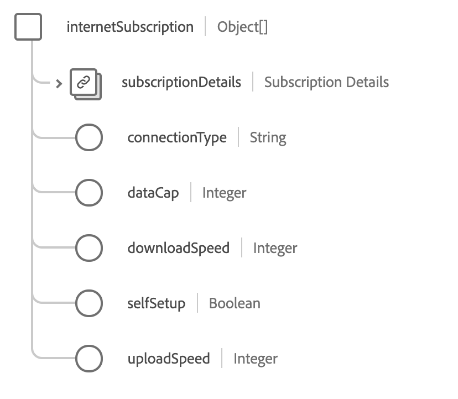 internetSubscription | Object[]
subscriptionDetails | Subscription Details
connectionType | String
dataCap | Integer
downloadSpeed | Integer
selfSetup | Boolean
uploadSpeed | Integer